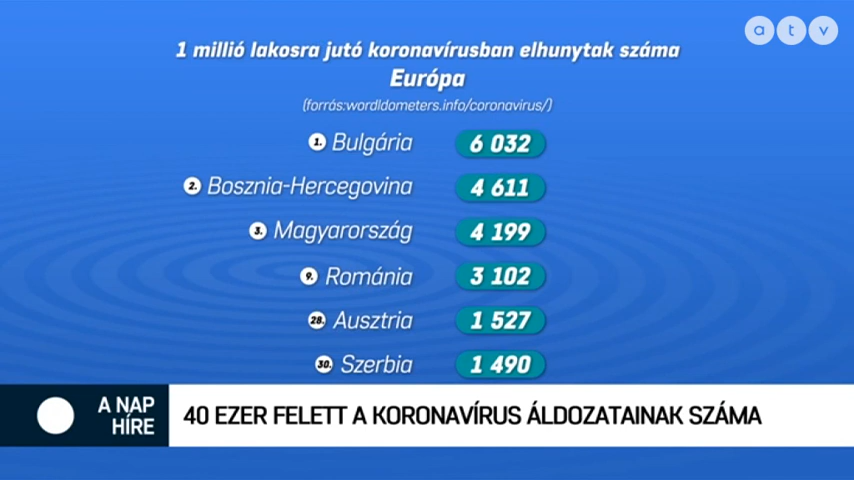 atv
1 millió lakosra jutó koronavírusban elhunytak száma
Európa
(forrás:wordldometers.info/coronavirus/)
1. Bulgária 6 032
2. Bosznia-Hercegovina 4 611
3. Magyarország 4 199
9. Románia 3 102
28. Ausztria 1 527
30. Szerbia 1 490
A NAP
HÍRE
40 EZER FELETT A KORONAVÍRUS ÁLDOZATAINAK SZÁMA